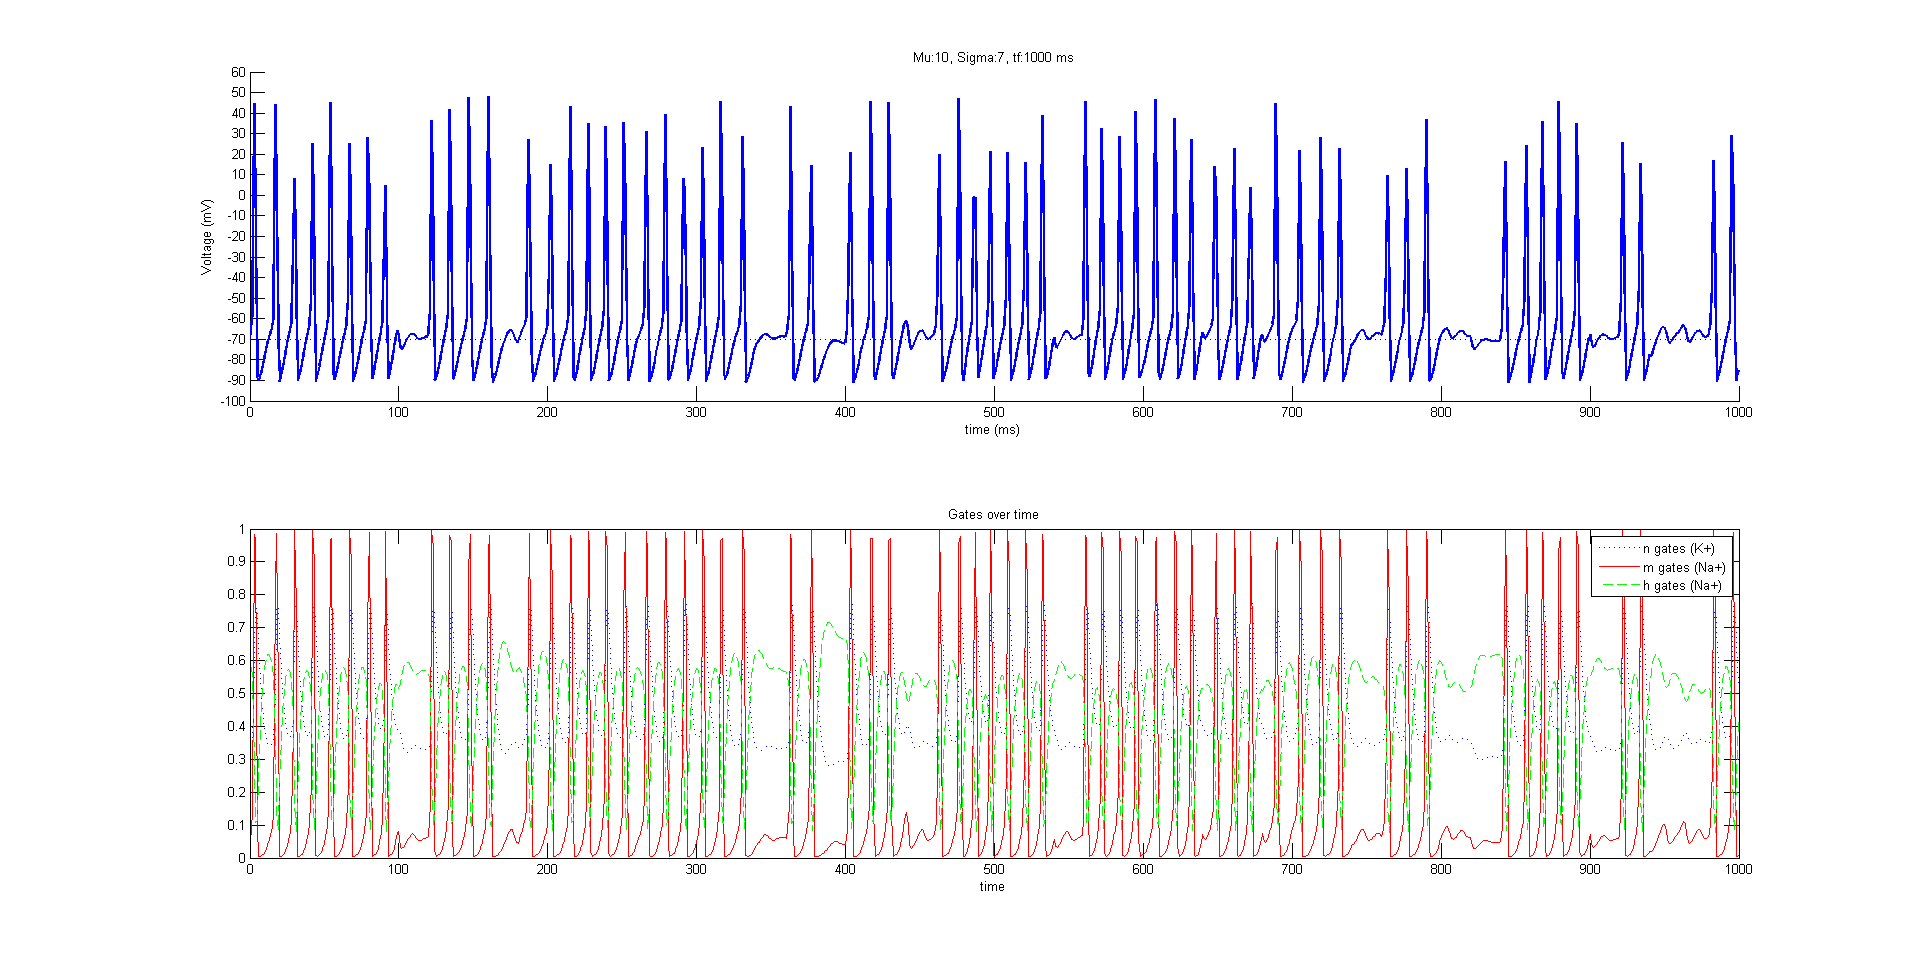 Mu:10, Sigma:7, tf:1000 ms
60
50
40
30
20
10
0
-10
-20
-30
-40
-50
-60
-70
-80
-90
-100
Voltage (mV)
0 100 200 300 400 500 600 700 800 900 1000
time (ms)
Gates over time
1
0.9
0.8
0.7
0.6
0.5
0.4
0.3
0.2
0.1
0
n gates (K+)
m gates (Na+)
h gates (Na+)
0 100 200 300 400 500 600 700 800 900 1000
time